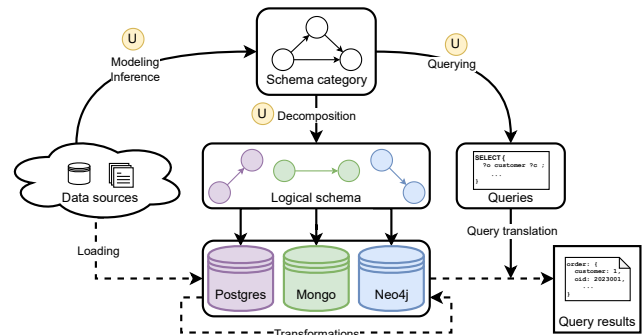 U
U
Modeling
Inference
Querying
Schema category
U
Decomposition
SELECT{
?o customer ?c ;
...
}
Data sources
Logical schema
Queries
Loading
Query translation
order: {
customer: 1,
oid: 2023001,
...
}
Postgres
Mongo
Neo4j
Query results
Transformations